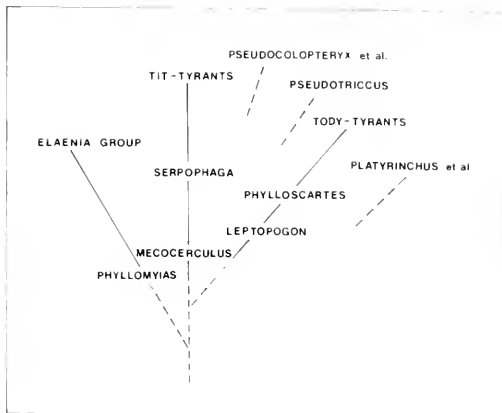 PSEUDOCOLOPTERYX et al.
TIT-TYRANTS
PSEUDOTRICCUS
TODY-TYRANTS
ELAENIA GROUP
PLATYRINCHUS et al
SERPOPHAGA
PHYLLOSCARTES
LEPTOPOGON
MECOCERCULUS
PHYLLOMYIAS